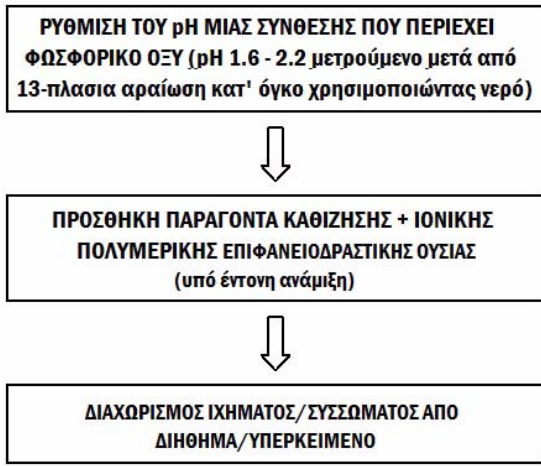 ΡΥΘΜΙΣΗ ΤΟΥ pH ΜΙΑΣ ΣΥΝΘΕΣΗΣ ΠΟΥ ΠΕΡΙΕΧΕΙ
ΦΩΣΦΟΡΙΚΟ ΟΞΥ (pH 1.6 - 2.2 μετρούμενο μετά από
13-πλασια αραίωση κατ' όγκο χρησιμοποιώντας νερό)
ΠΡΟΣΘΗΚΗ ΠΑΡΑΓΟΝΤΑ ΚΑΘΙΖΗΣΗΣ + ΙΟΝΙΚΗΣ
ΠΟΛΥΜΕΡΙΚΗΣ ΕΠΙΦΑΝΕΙΟΔΡΑΣΤΙΚΗΣ ΟΥΣΙΑΣ
(υπό έντονη ανάμιξη)
ΔΙΑΧΩΡΙΣΜΟΣ ΙΧΗΜΑΤΟΣ/ΣΥΣΣΩΜΑΤΟΣ ΑΠΟ
ΔΙΗΘΗΜΑ/ΥΠΕΡΚΕΙΜΕΝΟ